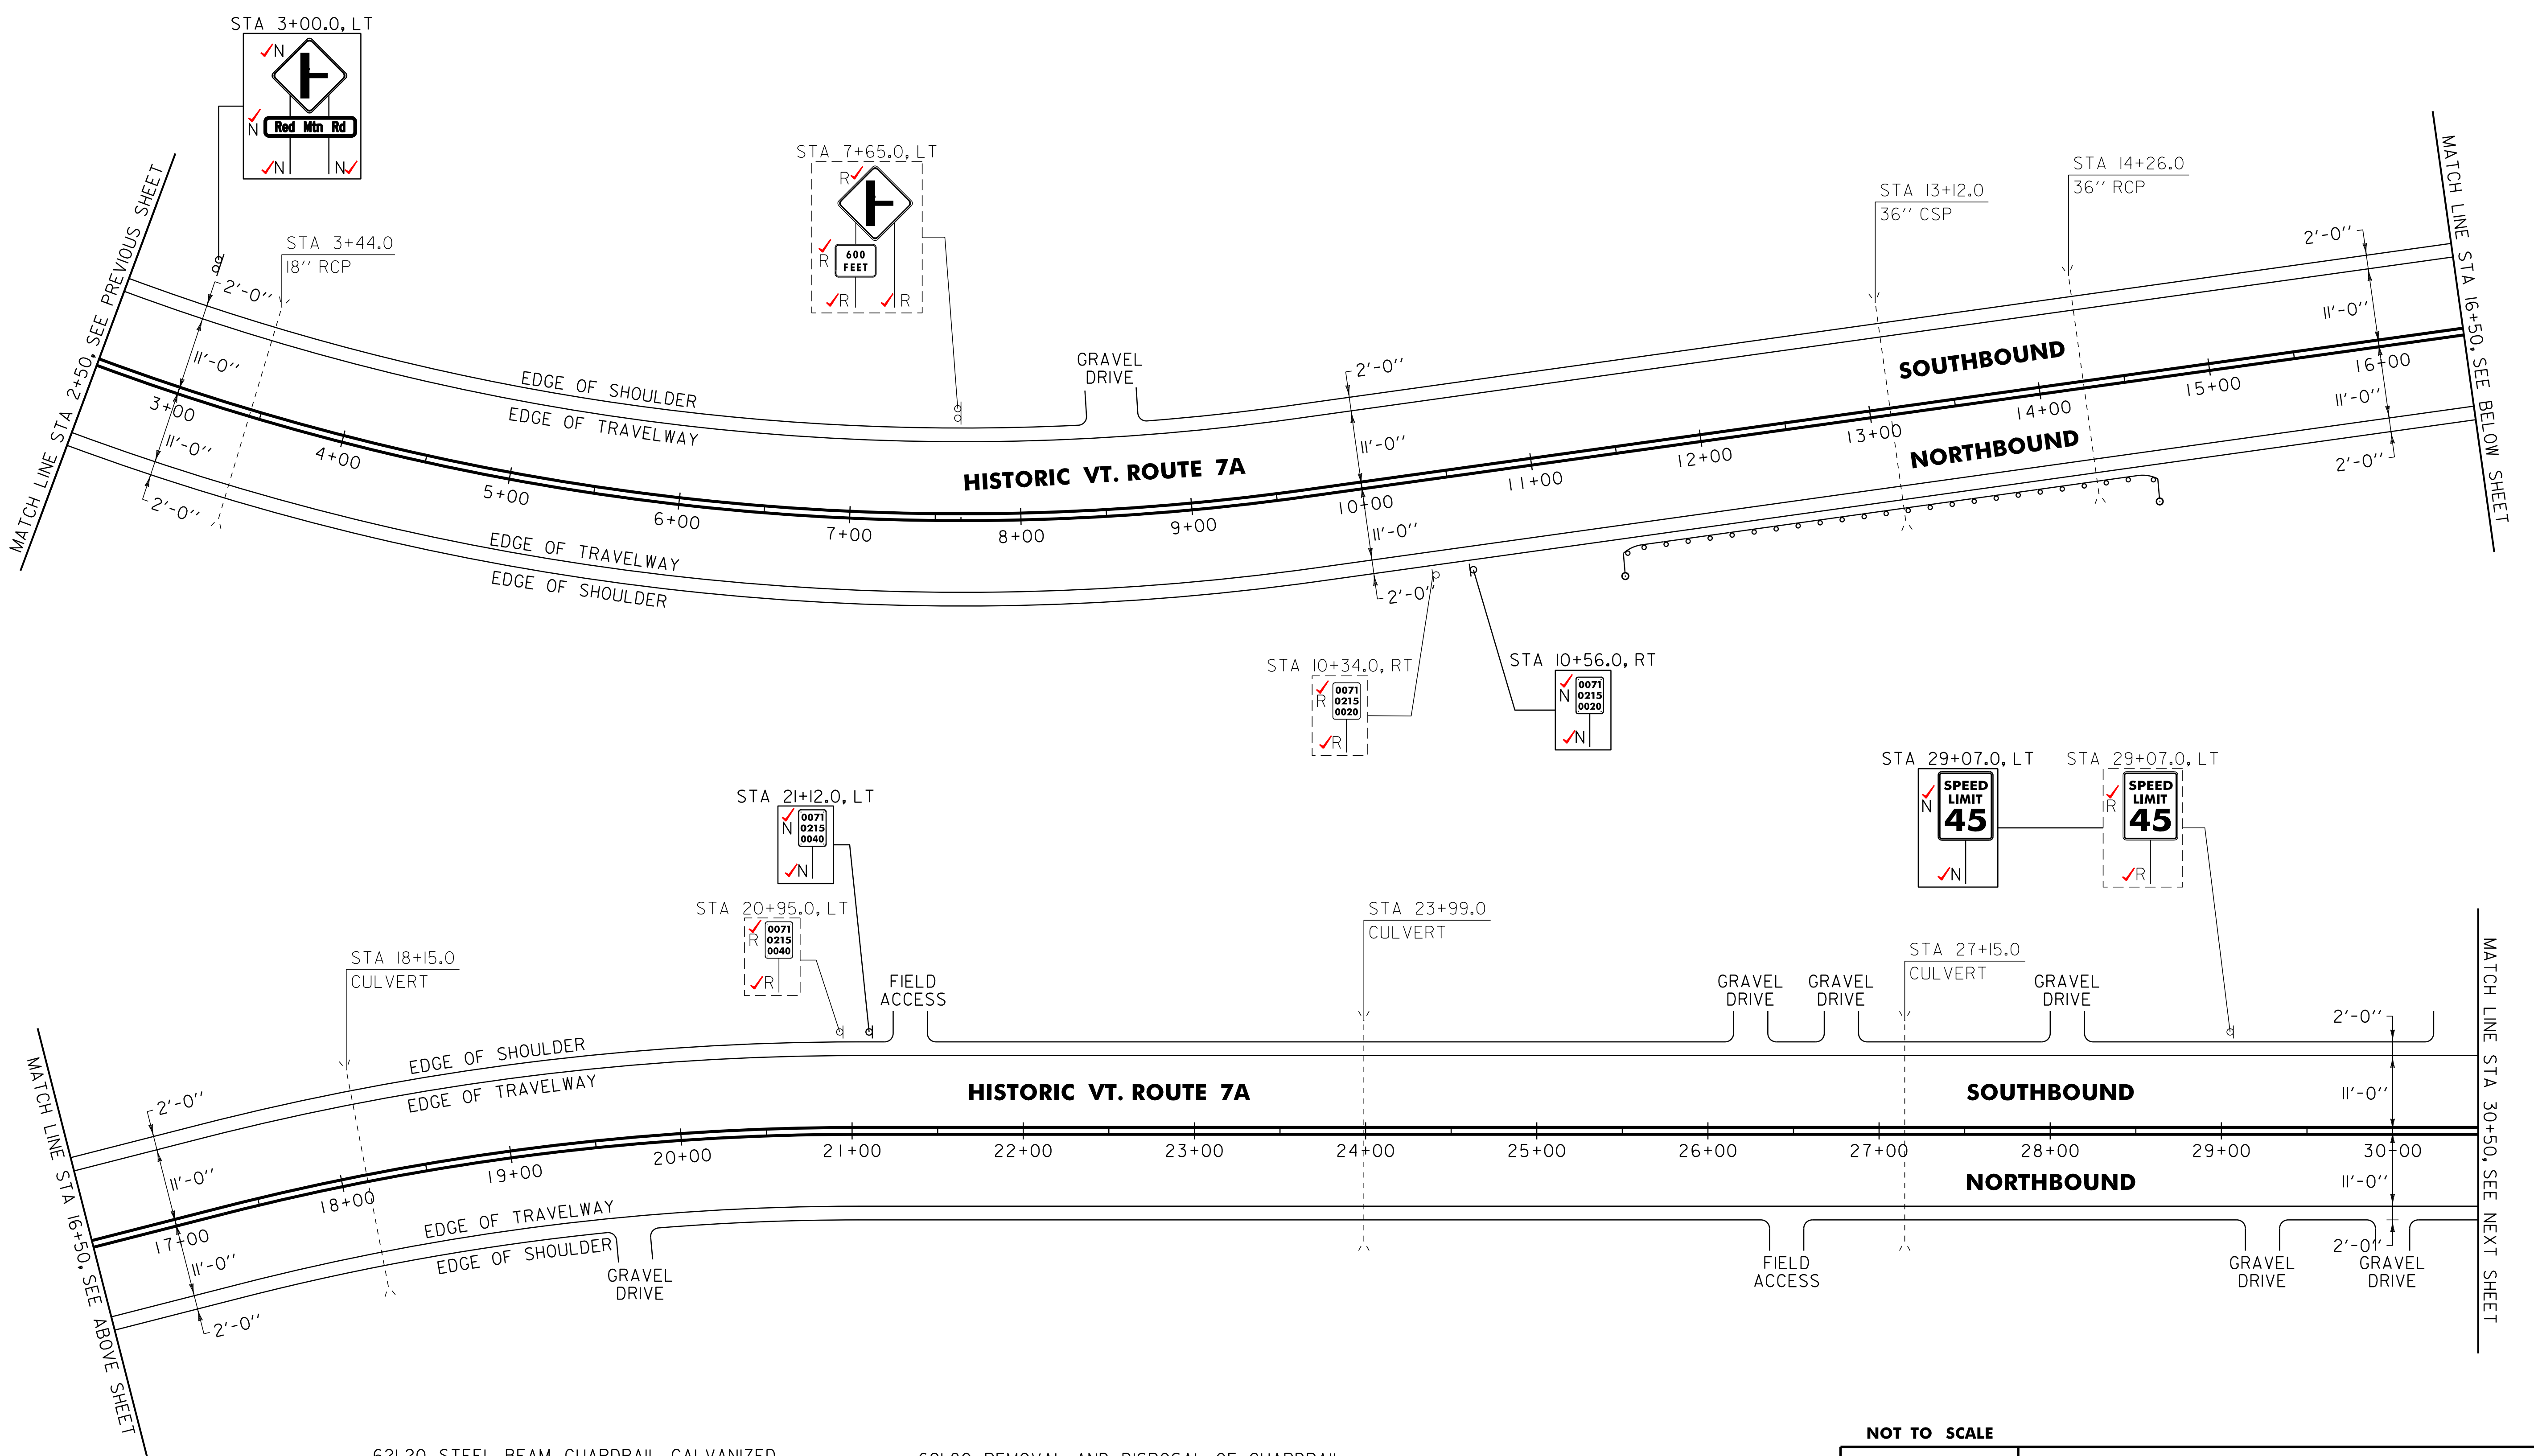 STA 3+00.0, LT
N
N
Red Mtn Rd
N
N
MATCH LINE STA 2+50, SEE PREVIOUS SHEET
STA 3+44.0
18" RCP
STA 7+65.0, LT
R
R
600
FEET
R
R
STA 13+12.0
36" CSP
STA 14+26.0
36" RCP
MATCH LINE STA 16+50, SEE BELOW SHEET
2'-0"
11'-0"
11'-0"
2'-0"
EDGE OF SHOULDER
EDGE OF TRAVELWAY
GRAVEL
DRIVE
2'-0"
11'-0"
11'-0"
2'-0"
2'-0"
11'-0"
11'-0"
2'-0"
SOUTHBOUND
NORTHBOUND
HISTORIC VT. ROUTE 7A
3+00
4+00
5+00
6+00
7+00
8+00
9+00
10+00
11+00
12+00
13+00
14+00
15+00
16+00
EDGE OF TRAVELWAY
EDGE OF SHOULDER
STA 10+34.0, RT
R
0071
0215
0020
R
STA 10+56.0, RT
N
0071
0215
0020
N
STA 21+12.0, LT
N
0071
0215
0040
N
STA 20+95.0, LT
R
0071
0215
0040
R
STA 29+07.0, LT
N
SPEED
LIMIT
45
N
STA 29+07.0, LT
R
SPEED
LIMIT
45
R
STA 18+15.0
CULVERT
STA 23+99.0
CULVERT
STA 27+15.0
CULVERT
FIELD
ACCESS
GRAVEL
DRIVE
GRAVEL
DRIVE
GRAVEL
DRIVE
MATCH LINE STA 16+50, SEE ABOVE SHEET
2'-0"
11'-0"
11'-0"
2'-0"
EDGE OF SHOULDER
EDGE OF TRAVELWAY
HISTORIC VT. ROUTE 7A
SOUTHBOUND
NORTHBOUND
2'-0"
11'-0"
11'-0"
2'-0"
MATCH LINE STA 30+50, SEE NEXT SHEET
17+00
18+00
19+00
20+00
21+00
22+00
23+00
24+00
25+00
26+00
27+00
28+00
29+00
30+00
EDGE OF TRAVELWAY
EDGE OF SHOULDER
GRAVEL
DRIVE
FIELD
ACCESS
GRAVEL
DRIVE
GRAVEL
DRIVE
NOT TO SCALE
621.20 STEEL BEAM GUARDRAIL, GALVANIZED
621.80 REMOVAL AND DISPOSAL OF GUARDRAIL